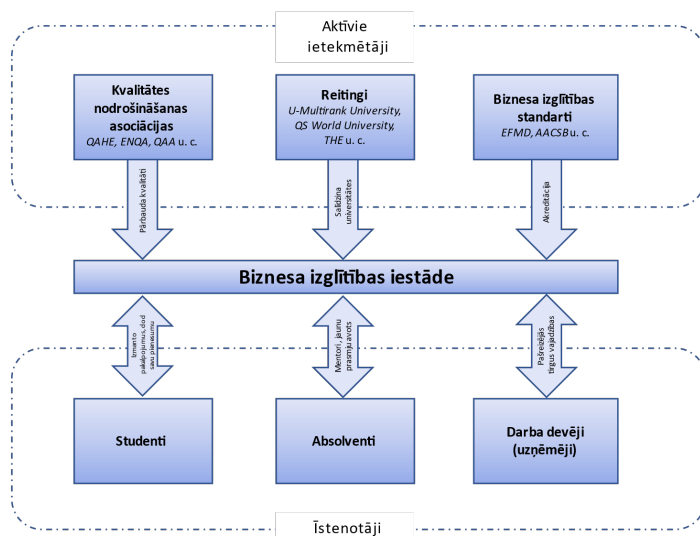 Aktīvie
ietekmētāji
Kvalitātes
nodrošināšanas
asociācijas
QAHE, ENQA, QAA u. c.
Reitingi
U-Multirank University,
QS World University,
THE u. c.
Biznesa izglītības
standarti
EFMD, AACSB u. c.
Pārbauda kvalitāti
Salīdzina
universitātes
Akreditācija
Biznesa izglītības iestāde
Izmanto
pakalpojumus, dod
savu pienesumu
Mentori, jaunu
prasmju avots
Pašreizējās
tirgus vajadzības
Studenti
Absolventi
Darba devēji
(uzņēmēji)
Īstenotāji